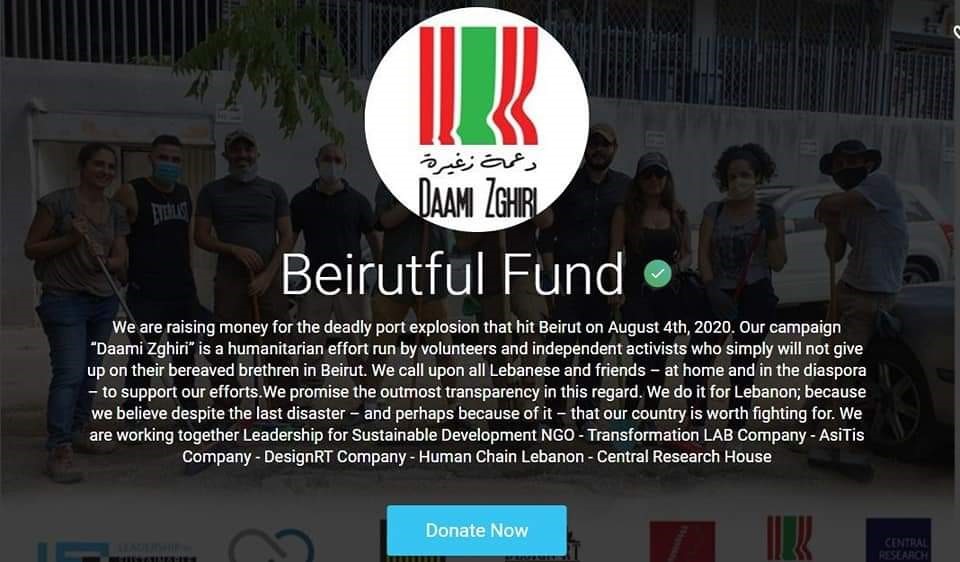 دعمة زغيرة
DAAMI ZGHIRI
EVERLAST
Beirutful Fund
We are raising money for the deadly port explosion that hit Beirut on August 4th, 2020. Our campaign
“Daami Zghiri” is a humanitarian effort run by volunteers and independent activists who simply will not give
up on their bereaved brethren in Beirut. We call upon all Lebanese and friends – at home and in the diaspora
– to support our efforts.We promise the outmost transparency in this regard. We do it for Lebanon; because
we believe despite the last disaster – and perhaps because of it – that our country is worth fighting for. We
are working together Leadership for Sustainable Development NGO - Transformation LAB Company - AsiTis
Company - DesignRT Company - Human Chain Lebanon - Central Research House
Donate Now
CENTRAL
RESEARCH